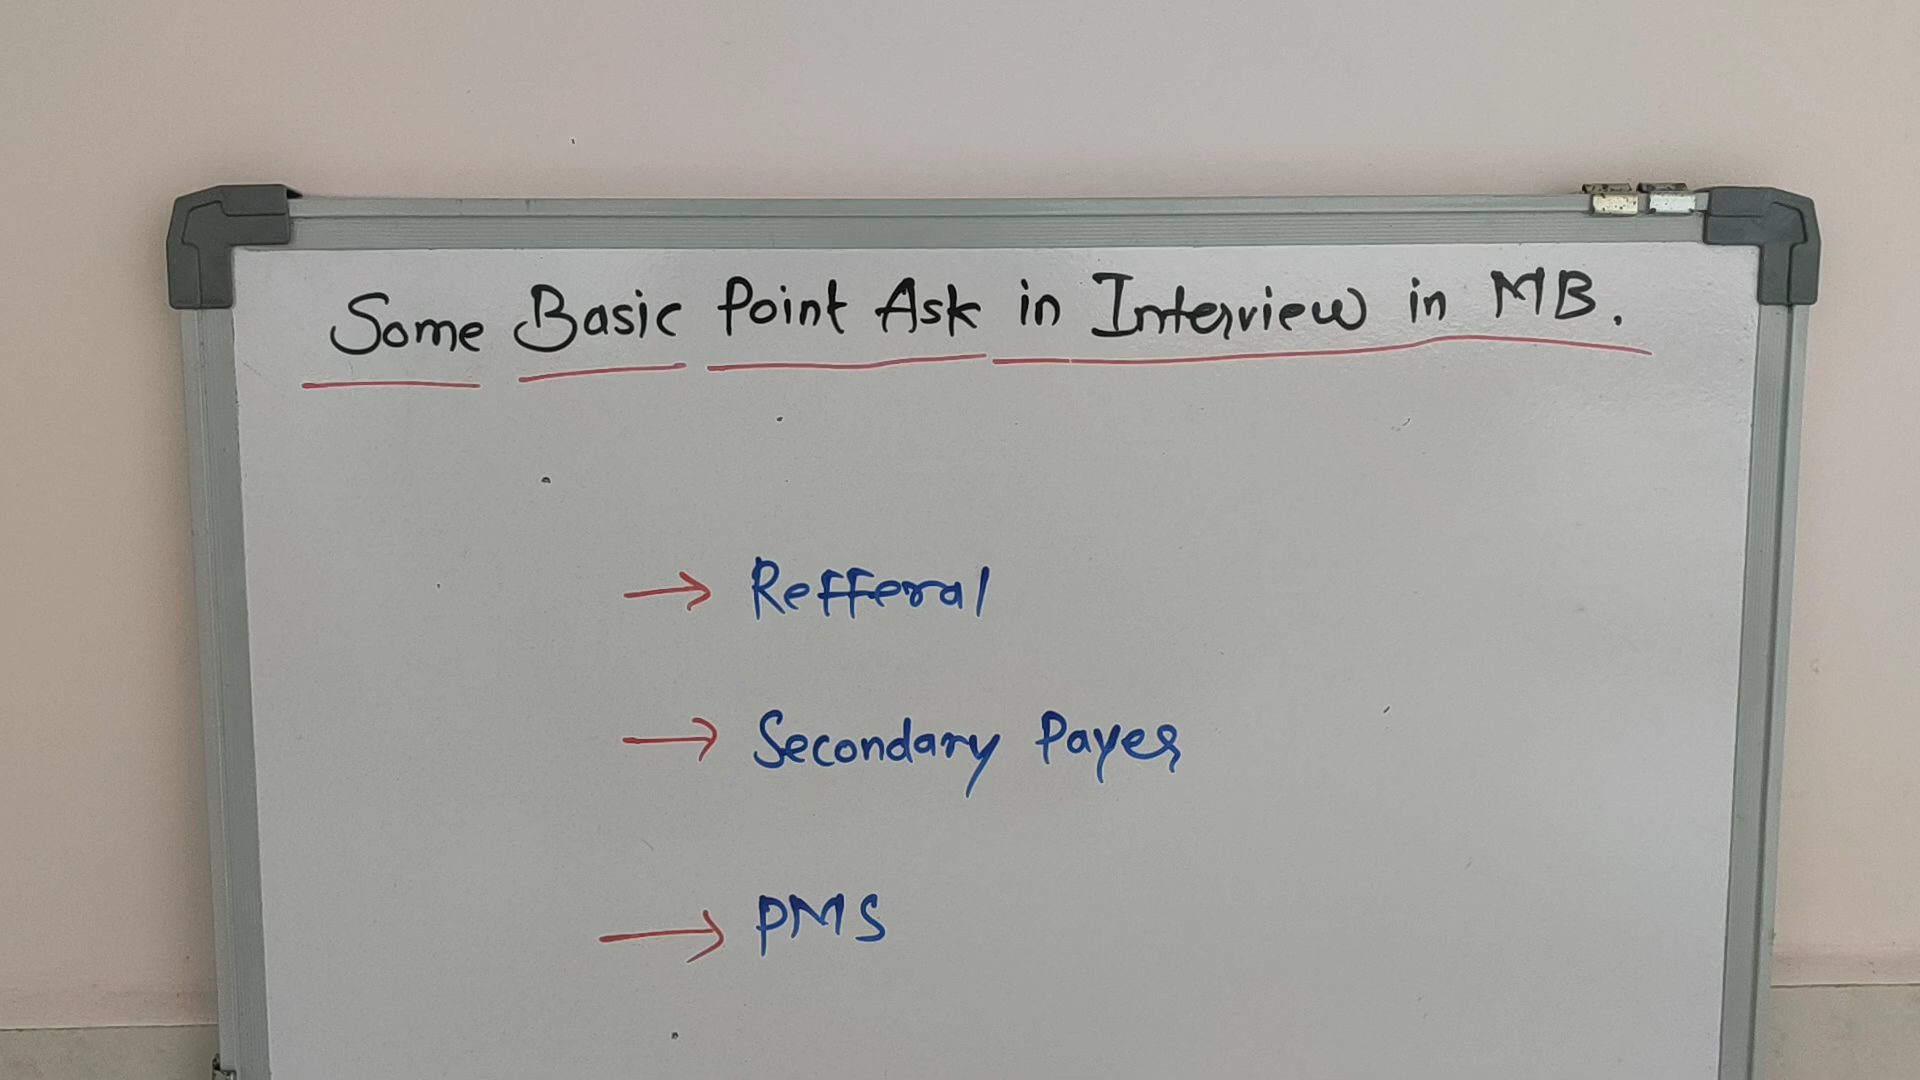 Some Basic Point Ask in Interview in MB.
→ Refferal
→ Secondary Payer
→ PMS